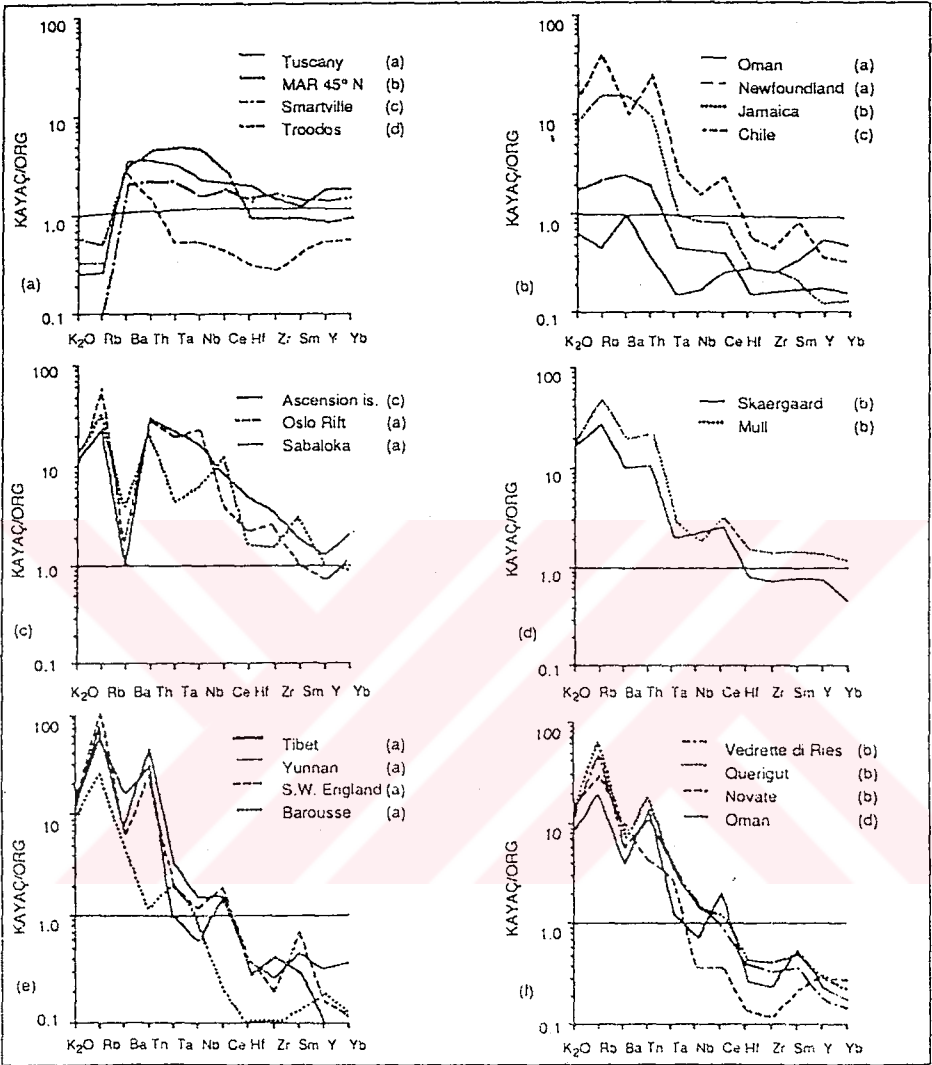 100
10
1.0
0.1
KAYAÇ/ORG
Tuscany (a)
MAR 45° N (b)
Smartville (c)
Troodos (d)
(a)
K2O Rb Ba Th Ta Nb Ce Hf Zr Sm Y Yb
100
10
1.0
0.1
KAYAÇ/ORG
Oman (a)
Newfoundland (a)
Jamaica (b)
Chile (c)
(b)
K2O Rb Ba Th Ta Nb Ce Hf Zr Sm Y Yb
100
10
1.0
0.1
KAYAÇ/ORG
Ascension is. (c)
Oslo Rift (a)
Sabaloka (a)
(c)
K2O Rb Ba Th Ta Nb Ce Hf Zr Sm Y Yb
100
10
1.0
0.1
KAYAÇ/ORG
Skaergaard (b)
Mull (b)
(d)
K2O Rb Ba Th Ta Nb Ce Hf Zr Sm Y Yb
100
10
1.0
0.1
KAYAÇ/ORG
Tibet (a)
Yunnan (a)
S.W. England (a)
Barousse (a)
(e)
K2O Rb Ba Th Ta Nb Ce Hf Zr Sm Y Yb
100
10
1.0
0.1
KAYAÇ/ORG
Vedrette di Ries (b)
Querigut (b)
Novate (b)
Oman (d)
(f)
K2O Rb Ba Th Ta Nb Ce Hf Zr Sm Y Yb